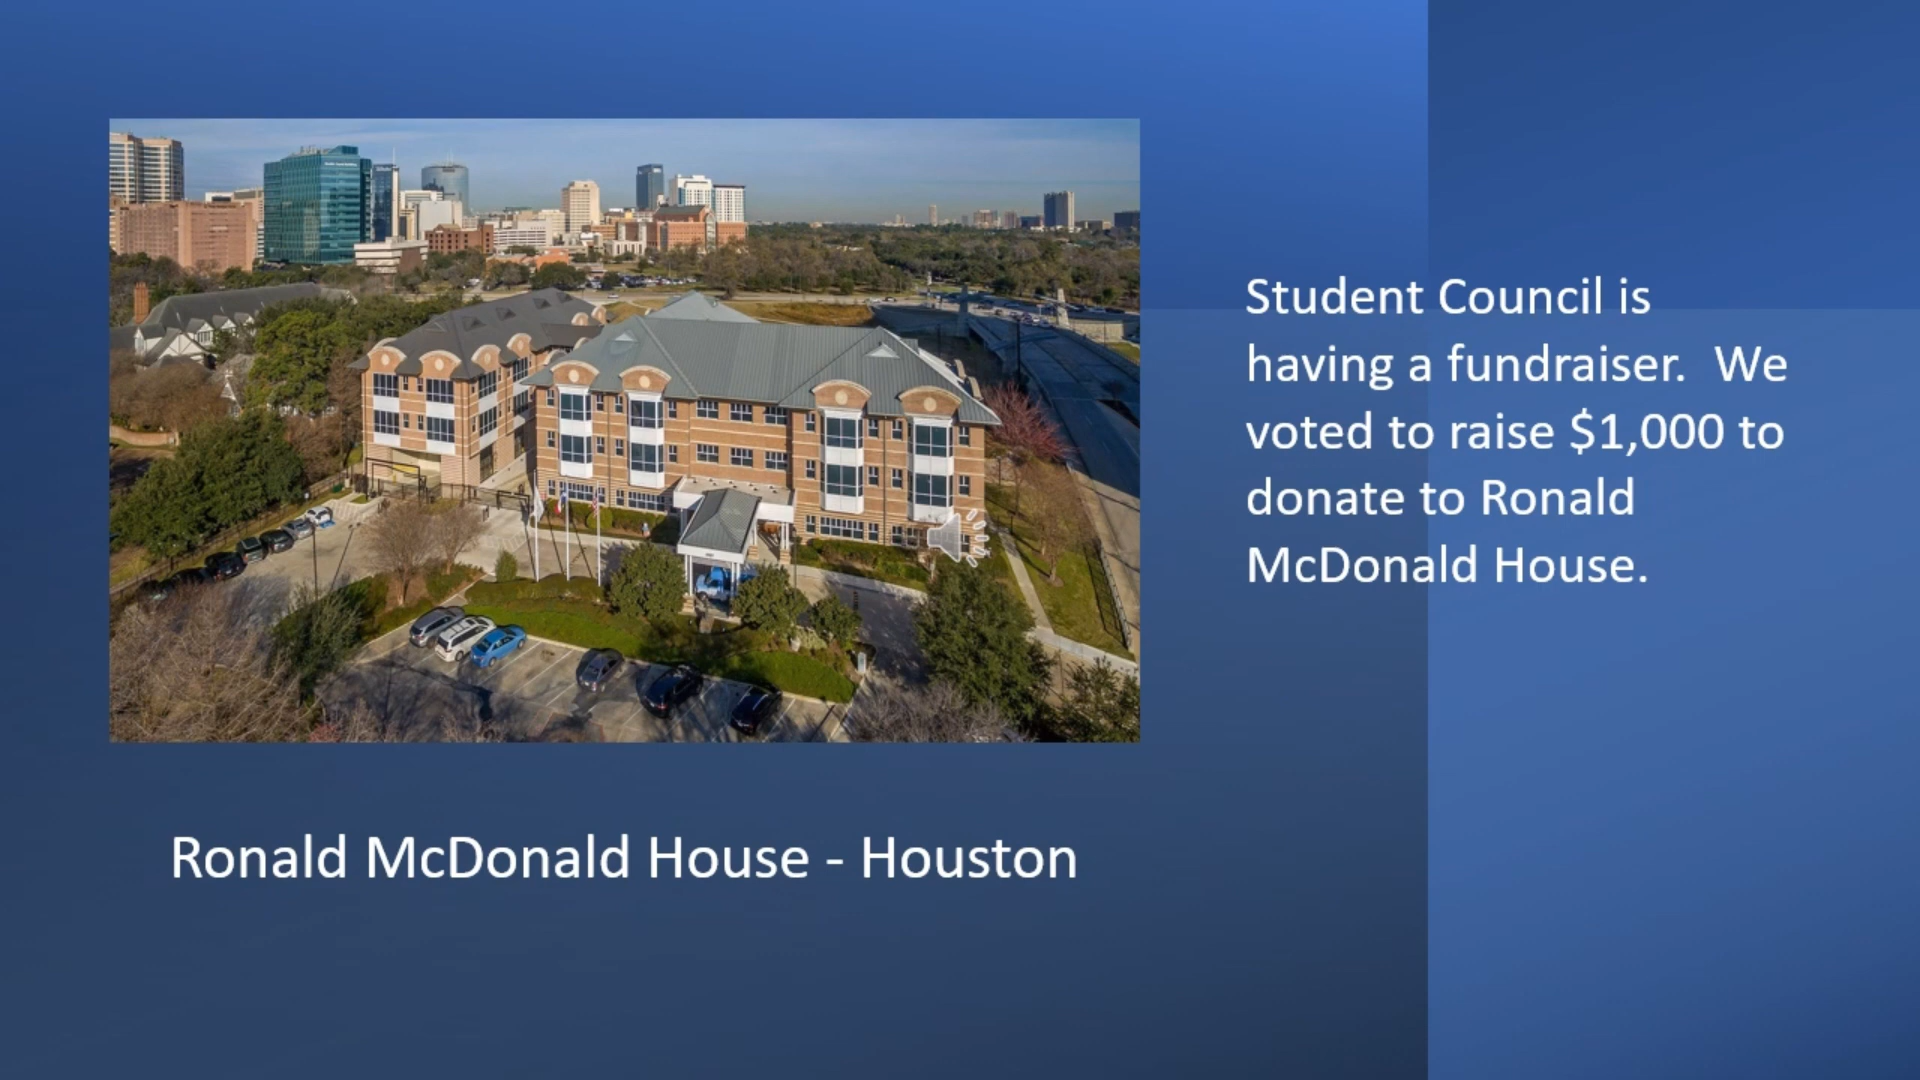 Student Council is
having a fundraiser.  We
voted to raise $1,000 to
donate to Ronald
McDonald House.
Ronald McDonald House - Houston